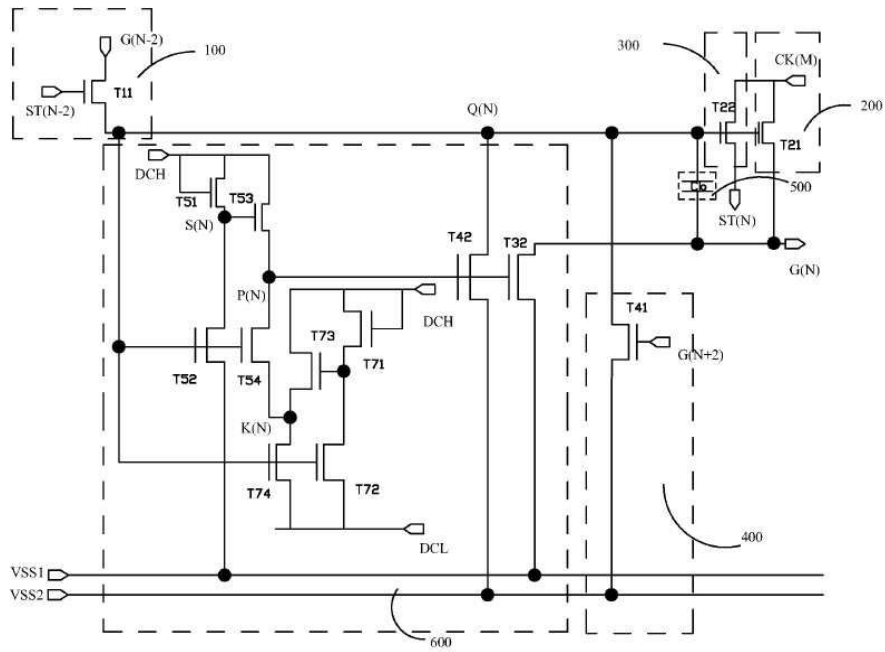 G(N-2)
100
300
CK(M)
T11
ST(N-2)
Q(N)
T22
200
T21
DCH
Cb
500
T51
T53
ST(N)
S(N)
T42
T32
G(N)
P(N)
T41
DCH
T73
T71
G(N+2)
T52
T54
K(N)
T74
T72
400
DCL
VSS1
VSS2
600